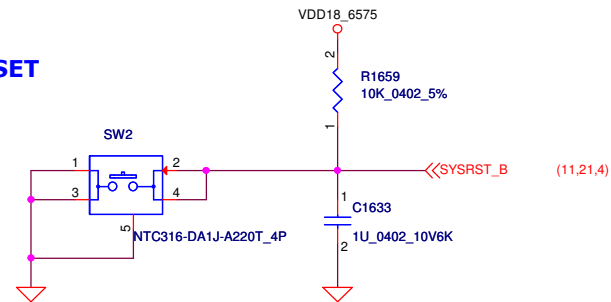 VDD18_6575
SET
2
R1659
10K_0402_5%
1
SW2
1
2
SYSRST_B
(11,21,4)
3
4
1
C1633
5
NTC316-DA1J-A220T_4P
1U_0402_10V6K
2